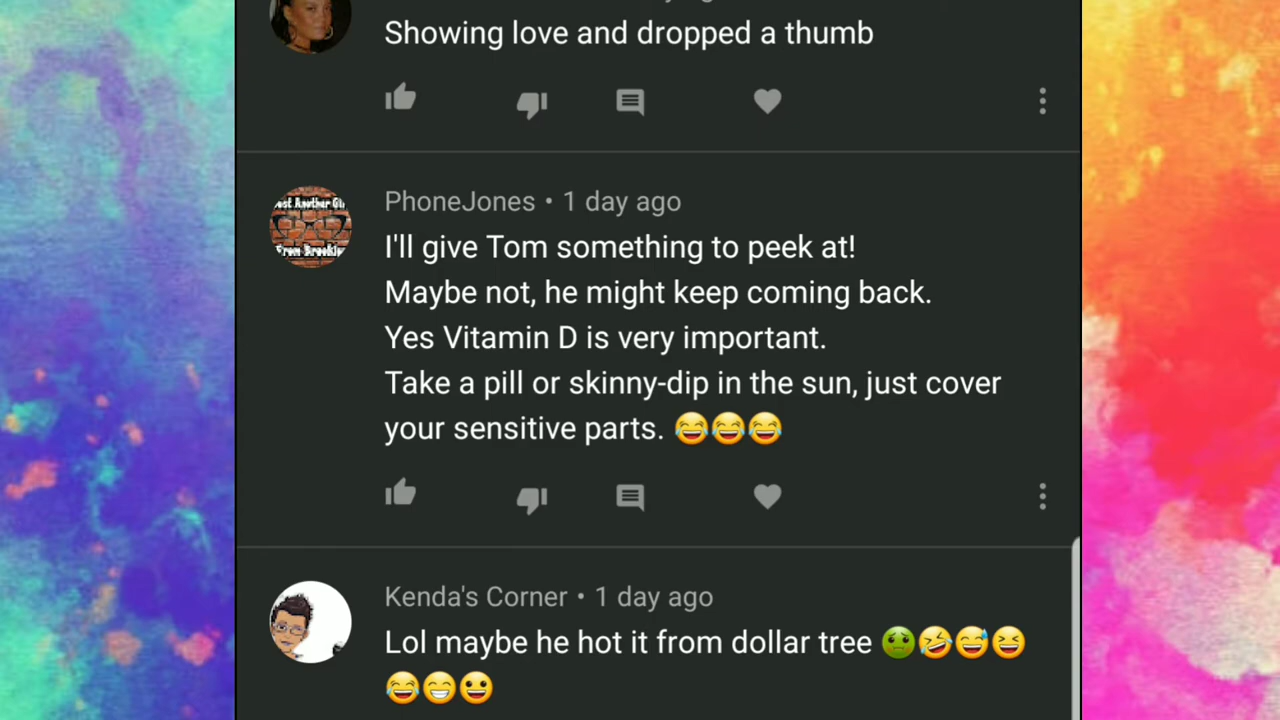 Showing love and dropped a thumb
PhoneJones • 1 day ago
I'll give Tom something to peek at!
Maybe not, he might keep coming back.
Yes Vitamin D is very important.
Take a pill or skinny-dip in the sun, just cover
your sensitive parts. 😂😂😂
Kenda's Corner • 1 day ago
Lol maybe he hot it from dollar tree 🤢🤣😅😆
😂😁😀